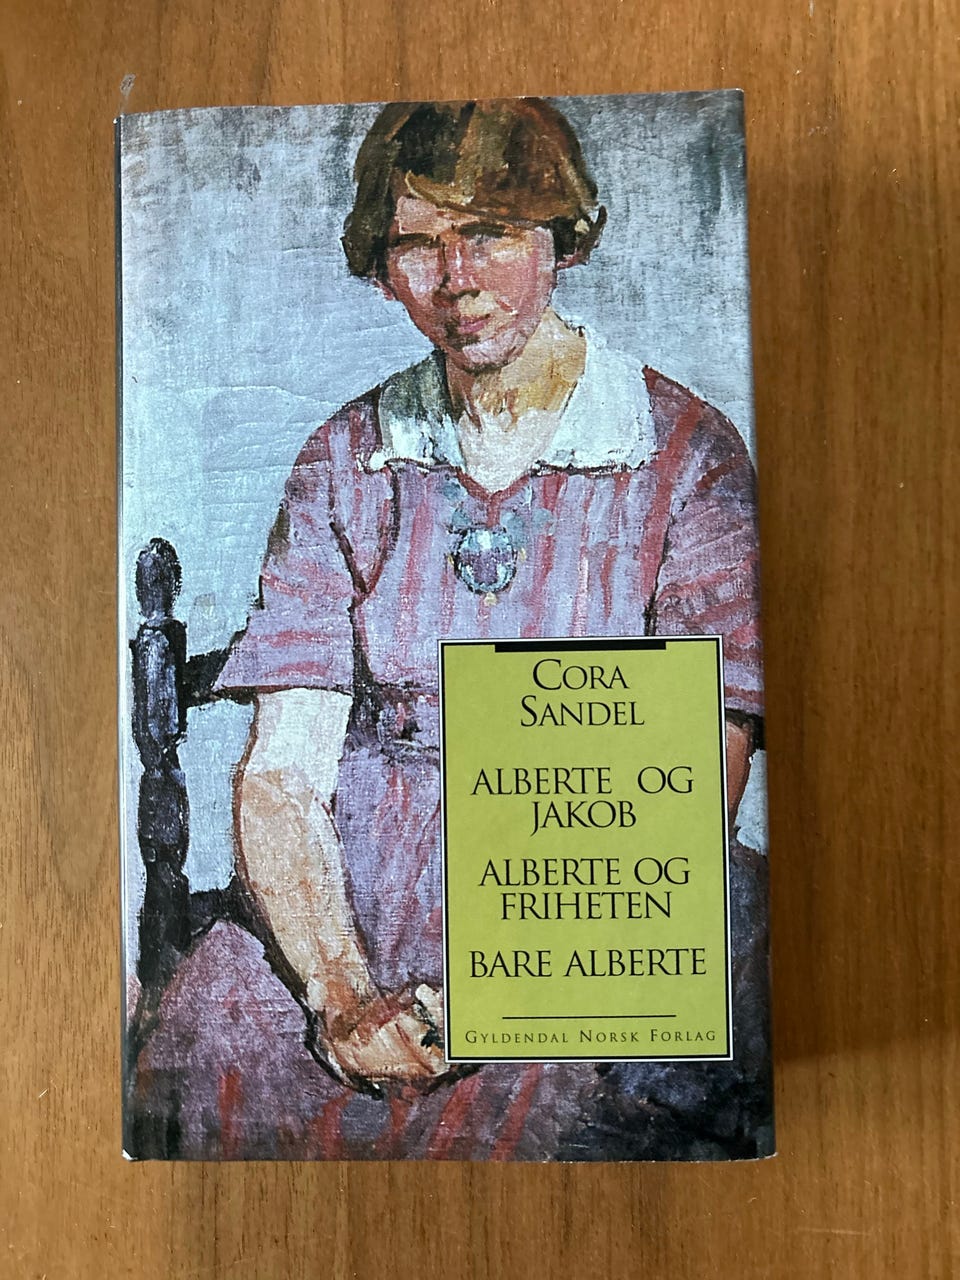 CORA
SANDEL
ALBERTE OG
JAKOB
ALBERTE OG
FRIHETEN
BARE ALBERTE
GYLDENDAL NORSK FORLAG